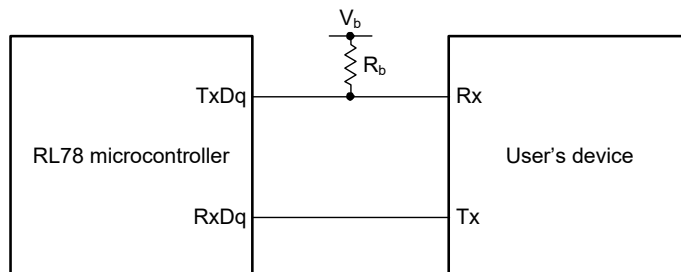 V_b
R_b
TxDq
Rx
RL78 microcontroller
User's device
RxDq
Tx